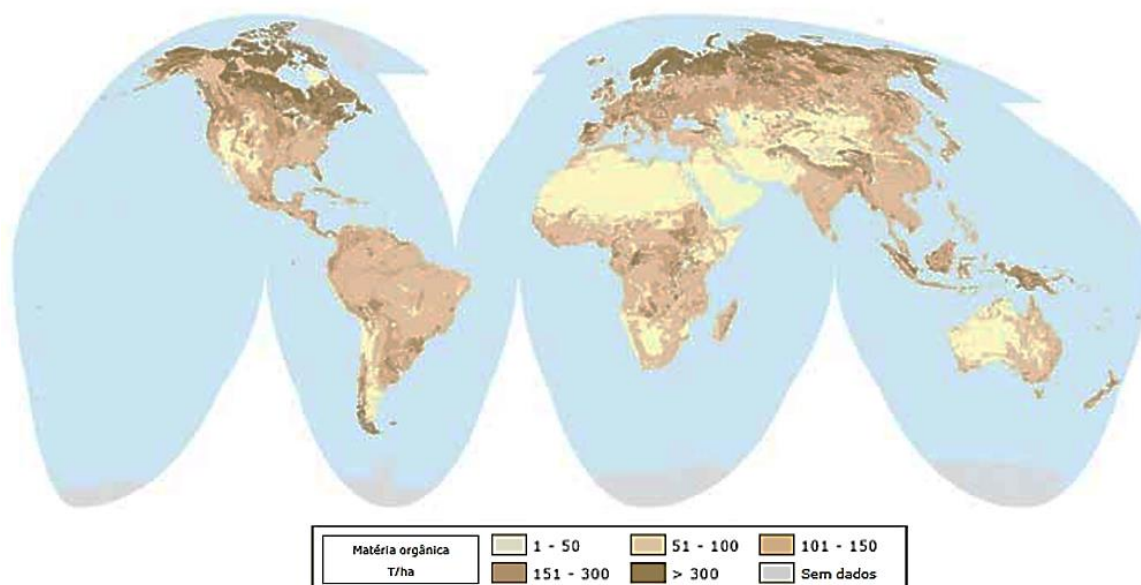 Matéria orgânica
T/ha
1 - 50
51 - 100
101 - 150
151 - 300
> 300
Sem dados